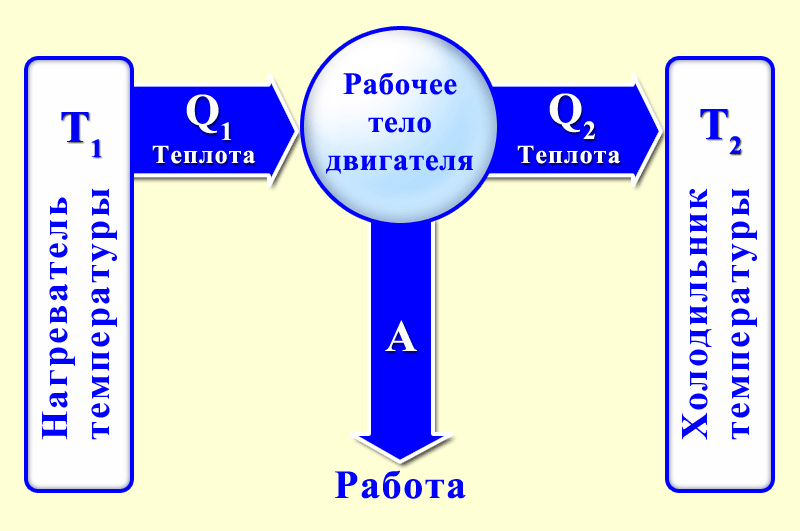 T1
Нагреватель
температуры
Q1
Теплота
Рабочее
тело
двигателя
Q2
Теплота
T2
Холодильник
температуры
A
Работа